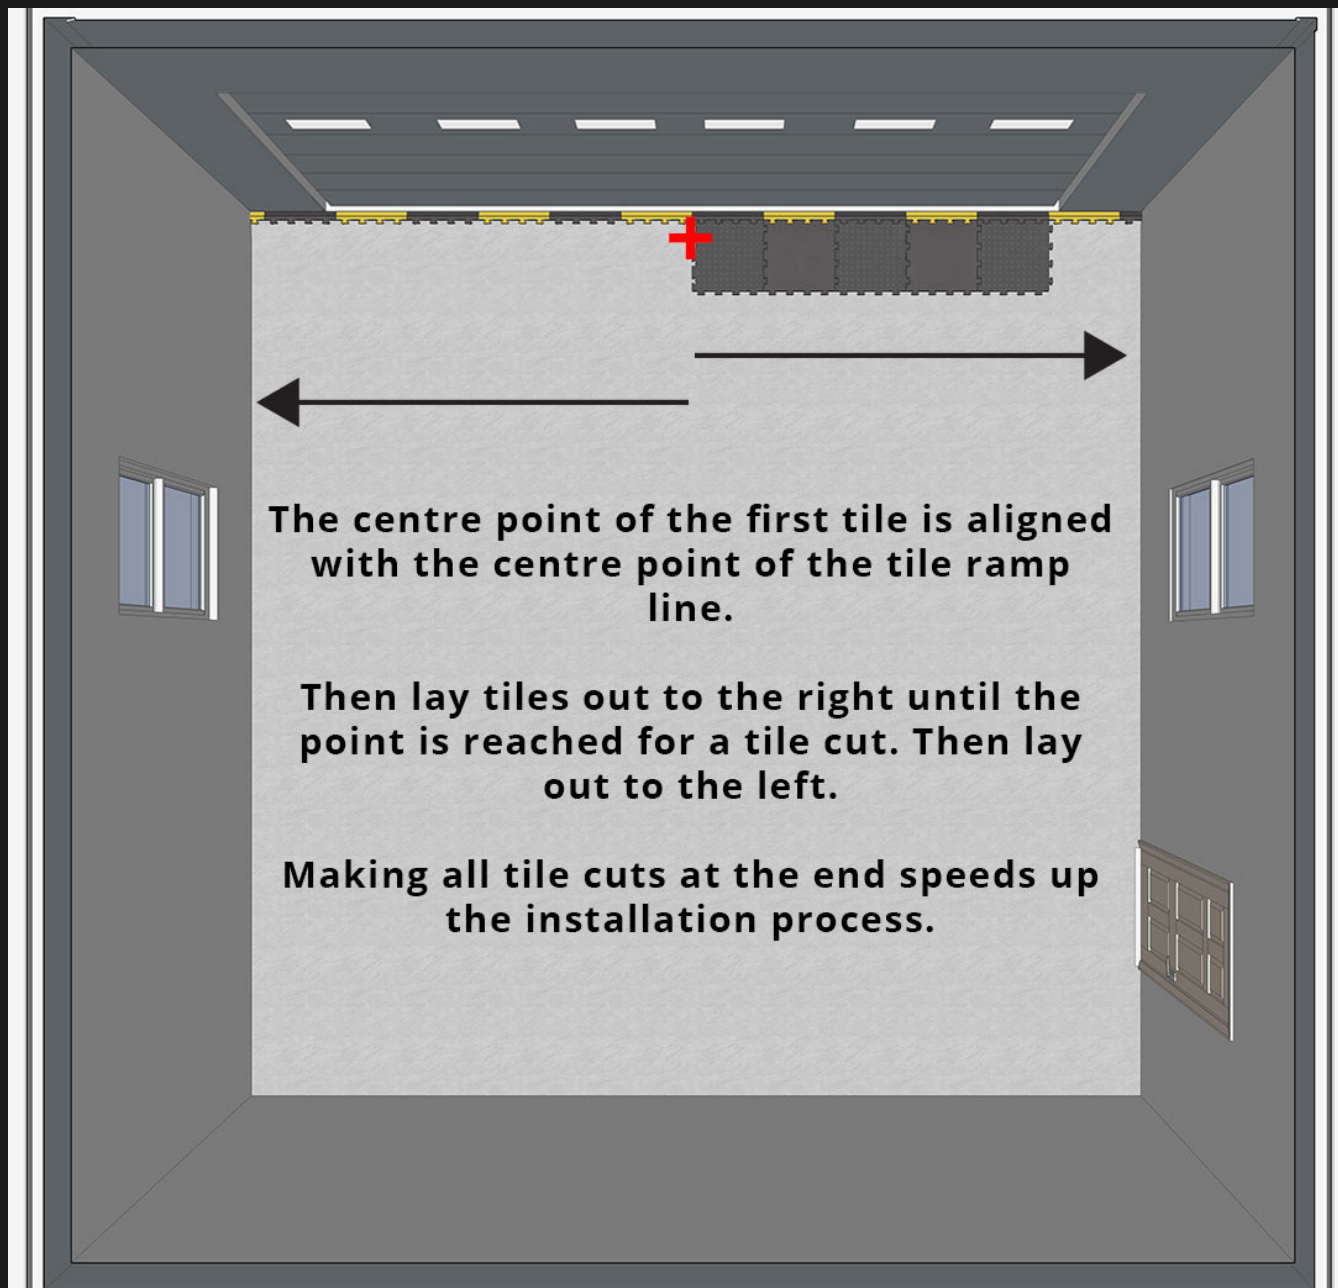 The centre point of the first tile is aligned
with the centre point of the tile ramp
line.
Then lay tiles out to the right until the
point is reached for a tile cut. Then lay
out to the left.
Making all tile cuts at the end speeds up
the installation process.